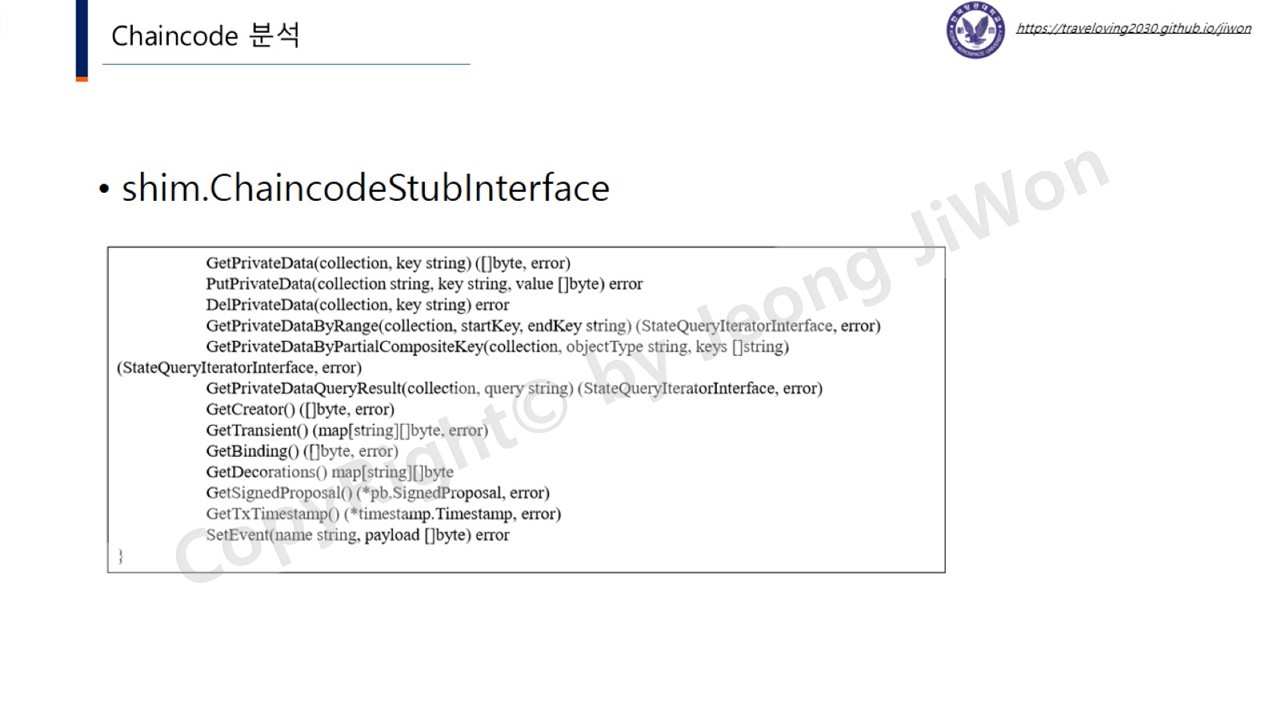 Chaincode 분석
https://traveloving2030.github.io/jiwon
• shim.ChaincodeStubInterface
GetPrivateData(collection, key string) ([]byte, error)
PutPrivateData(collection string, key string, value []byte) error
DelPrivateData(collection, key string) error
GetPrivateDataByRange(collection, startKey, endKey string) (StateQueryIteratorInterface, error)
GetPrivateDataByPartialCompositeKey(collection, objectType string, keys []string)
(StateQueryIteratorInterface, error)
GetPrivateDataQueryResult(collection, query string) (StateQueryIteratorInterface, error)
GetCreator() ([]byte, error)
GetTransient() (map[string][]byte, error)
GetBinding() ([]byte, error)
GetDecorations() map[string][]byte
GetSignedProposal() (*pb.SignedProposal, error)
GetTxTimestamp() (*timestamp.Timestamp, error)
SetEvent(name string, payload []byte) error
}
CopyRight© by Jeong JiWon